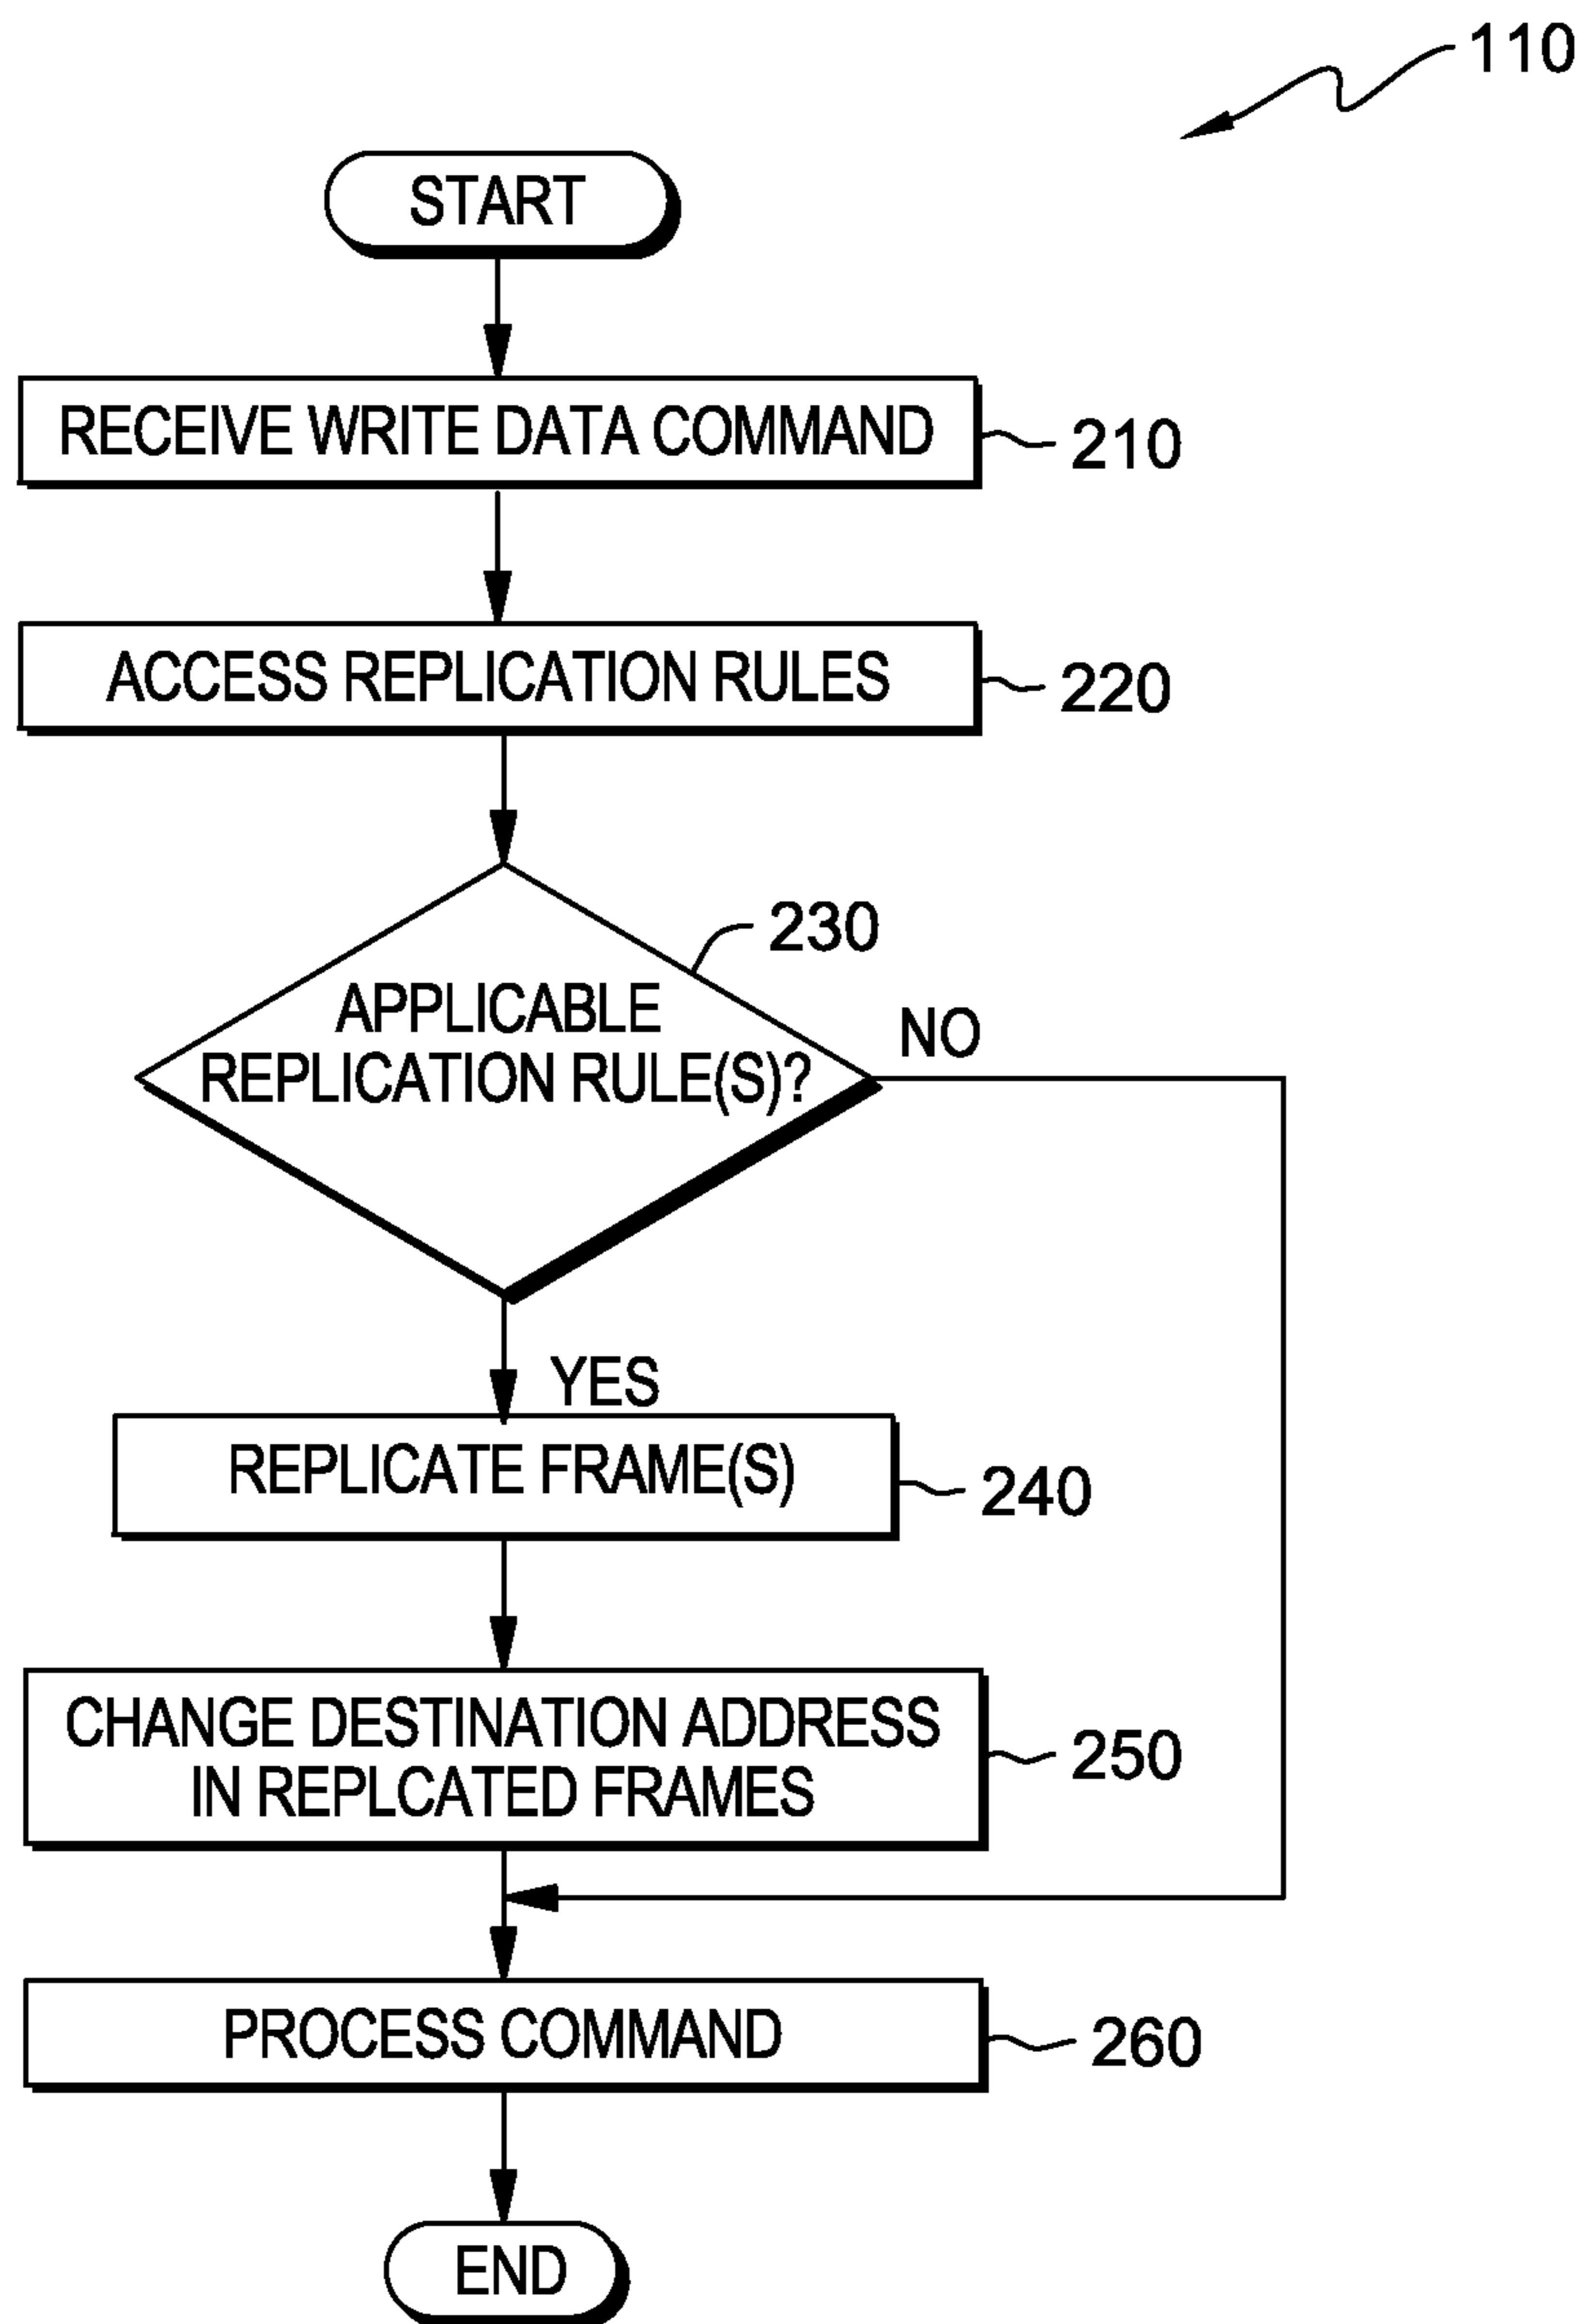 110
START
RECEIVE WRITE DATA COMMAND
210
ACCESS REPLICATION RULES
220
230
APPLICABLE
REPLICATION RULE(S)?
NO
YES
REPLICATE FRAME(S)
240
CHANGE DESTINATION ADDRESS
IN REPLCATED FRAMES
250
PROCESS COMMAND
260
END